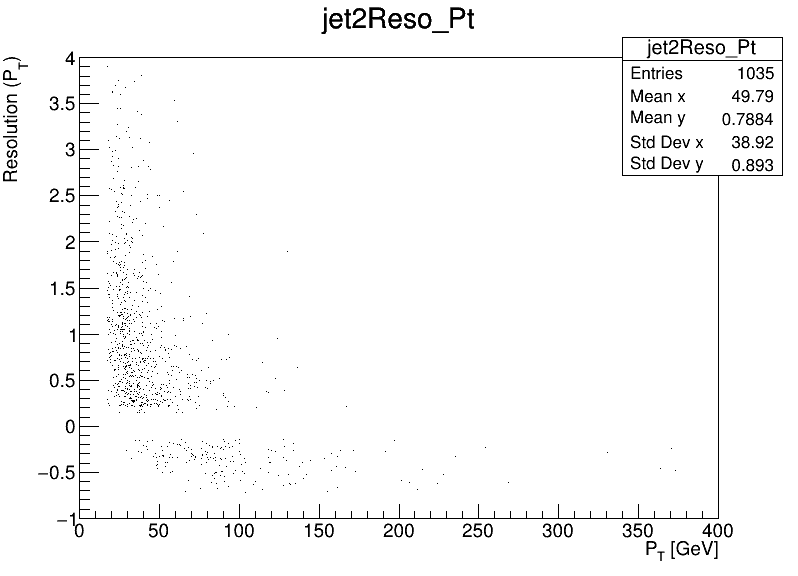 jet2Reso_Pt
jet2Reso_Pt
Entries 1035
Mean x 49.79
Mean y 0.7884
Std Dev x 38.92
Std Dev y 0.893
Resolution (P_T)
4
3.5
3
2.5
2
1.5
1
0.5
0
−0.5
−1
0 50 100 150 200 250 300 350 400
P_T [GeV]